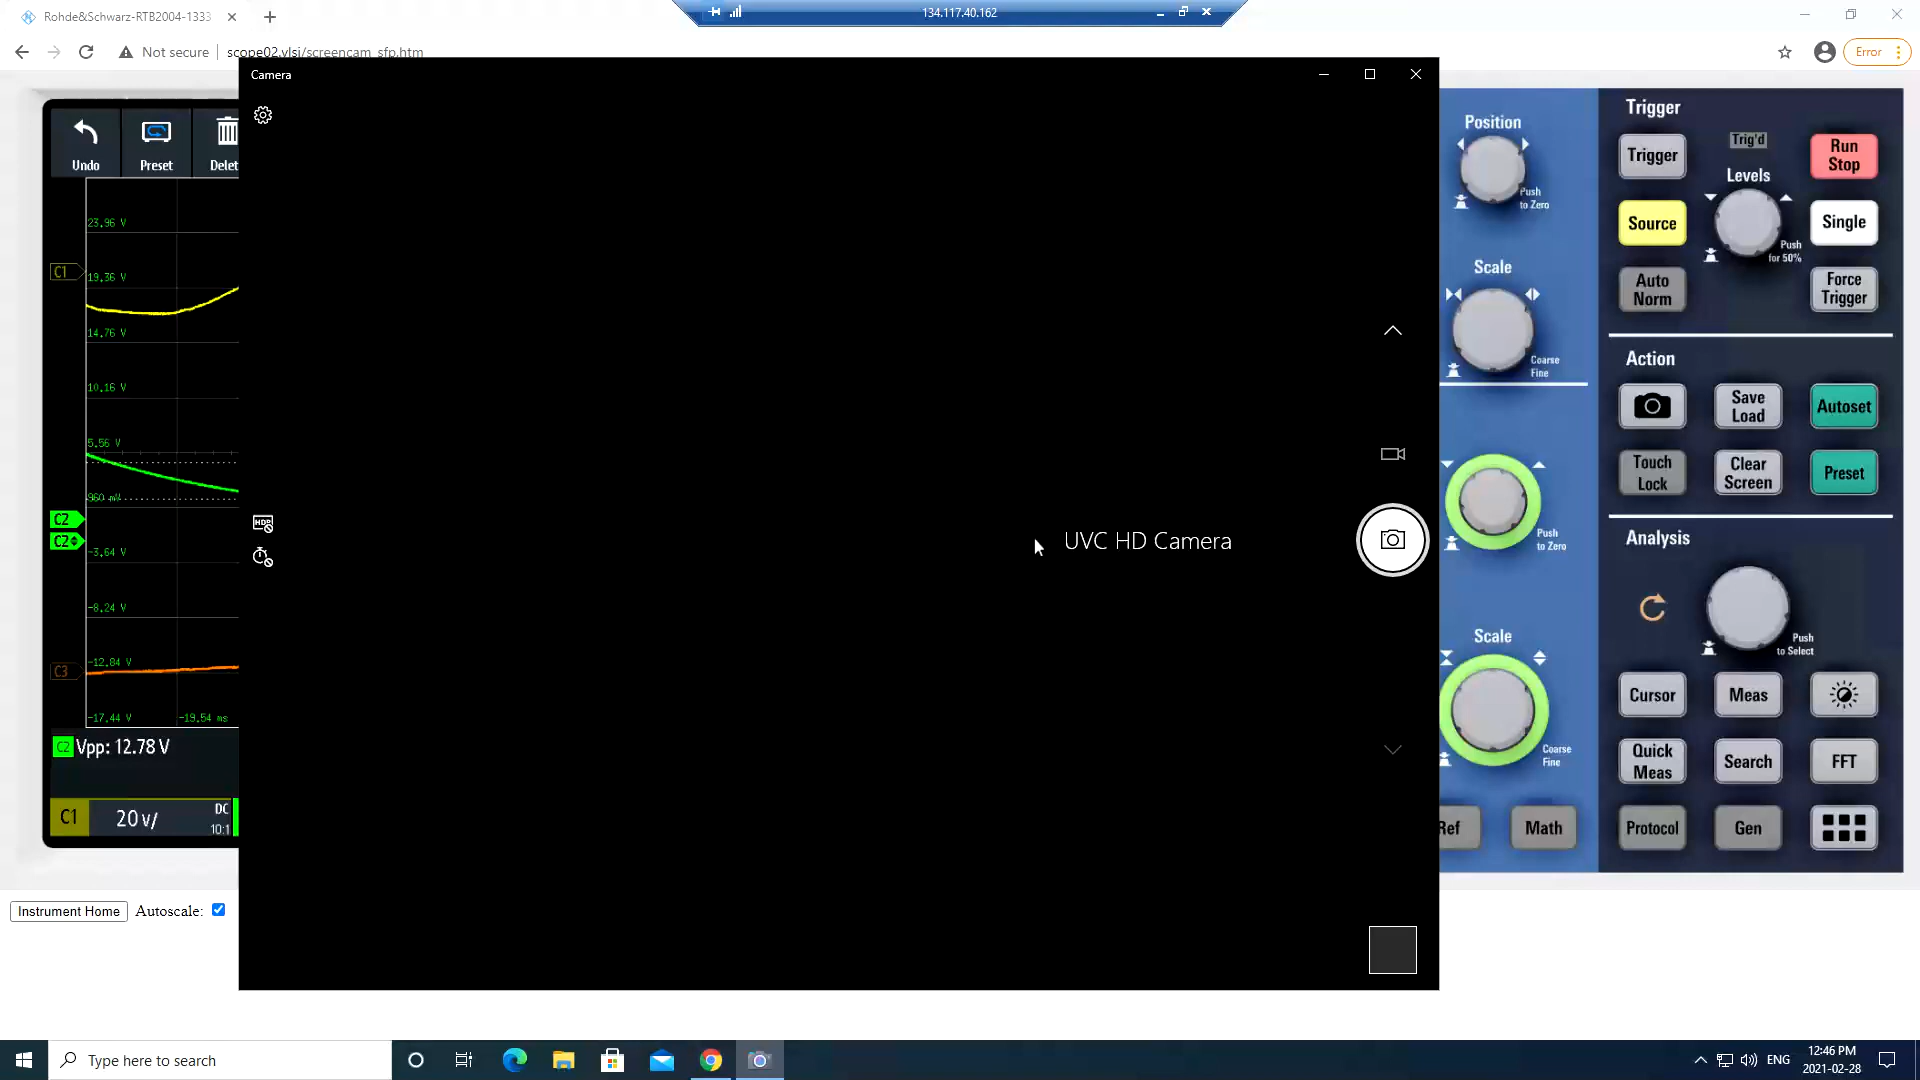 Rohde&Schwarz-RTB2004-1333
134.117.40.162
Not secure
scope02.vlsi/screencam_sfp.htm
Error
Camera
Undo
Preset
Delet
23.96 V
C1
19.36 V
14.76 V
10.16 V
5.56 V
960 mV
C2
C2
-3.64 V
-8.24 V
-12.84 V
C3
-17.44 V
-19.54 ms
C2 Vpp: 12.78 V
C1
20 v/
DC
10:1
HDR
UVC HD Camera
Position
Push
to Zero
Scale
Coarse
Fine
Push
to Zero
Scale
Coarse
Fine
Ref
Math
Trigger
Trigger
Trig'd
Run
Stop
Levels
Source
Single
Push
for 50%
Auto
Norm
Force
Trigger
Action
Save
Load
Autoset
Touch
Lock
Clear
Screen
Preset
Analysis
Push
to Select
Cursor
Meas
Quick
Meas
Search
FFT
Protocol
Gen
Instrument Home
Autoscale:
Type here to search
ENG
12:46 PM
2021-02-28